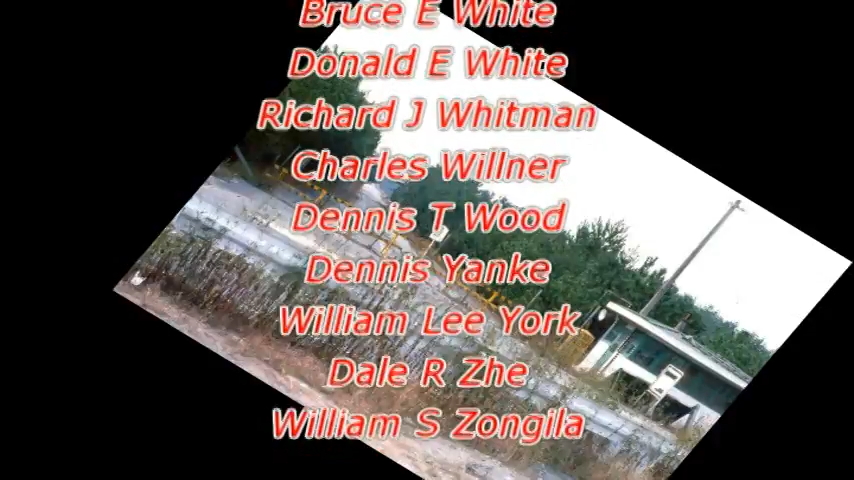 Bruce E White
Donald E White
Richard J Whitman
Charles Willner
Dennis T Wood
Dennis Yanke
William Lee York
Dale R Zhe
William S Zongila